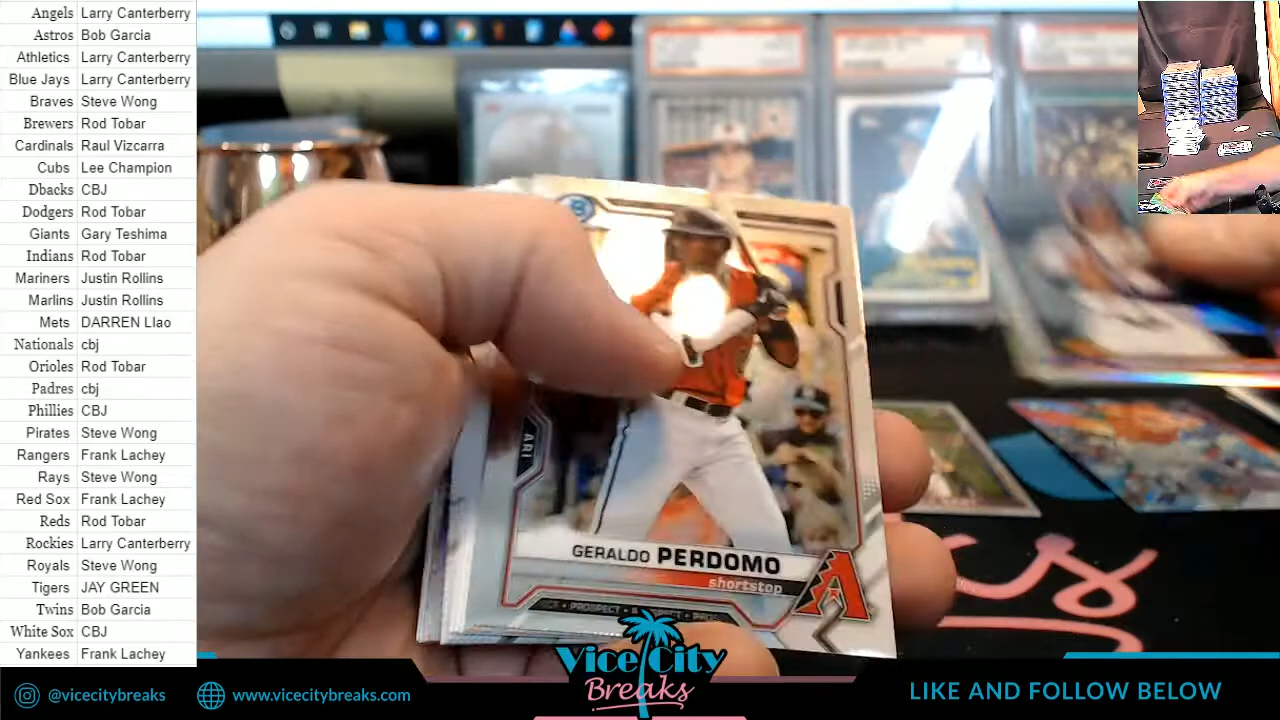 Angels Larry Canterberry
Astros Bob Garcia
Athletics Larry Canterberry
Blue Jays Larry Canterberry
Braves Steve Wong
Brewers Rod Tobar
Cardinals Raul Vizcarra
Cubs Lee Champion
Dbacks CBJ
Dodgers Rod Tobar
Giants Gary Teshima
Indians Rod Tobar
Mariners Justin Rollins
Marlins Justin Rollins
Mets DARREN LIao
Nationals cbj
Orioles Rod Tobar
Padres cbj
Phillies CBJ
Pirates Steve Wong
Rangers Frank Lachey
Rays Steve Wong
Red Sox Frank Lachey
Reds Rod Tobar
Rockies Larry Canterberry
Royals Steve Wong
Tigers JAY GREEN
Twins Bob Garcia
White Sox CBJ
Yankees Frank Lachey
ARI
GERALDO PERDOMO
shortstop
PROSPECT
Vice City
Breaks
@vicecitybreaks
www.vicecitybreaks.com
LIKE AND FOLLOW BELOW